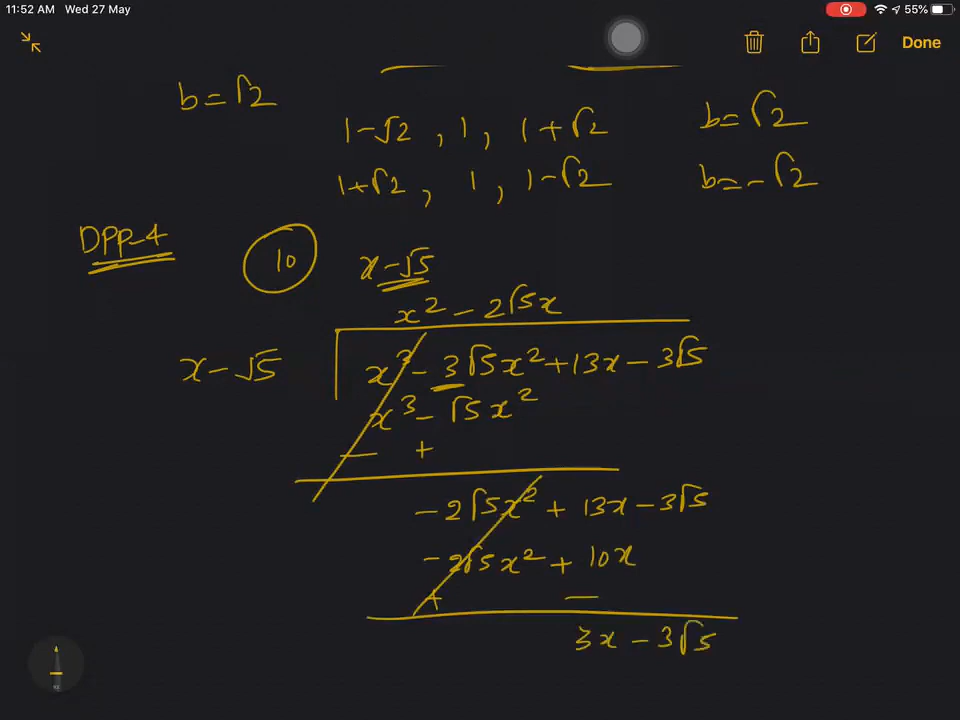 11:52 AM Wed 27 May 55%
Done
b = √2
1-√2 , 1, 1+√2 b = √2
1+√2 , 1, 1-√2 b = -√2
DPP-4 10 x-√5
x² - 2√5x
x-√5 x³ - 3√5x² + 13x - 3√5
x³ - √5x²
- +
-2√5x² + 13x - 3√5
-2√5x² + 10x
+ -
3x - 3√5